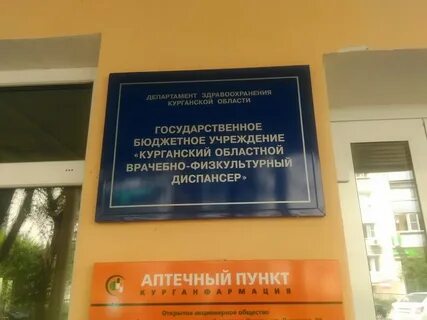 ДЕПАРТАМЕНТ ЗДРАВООХРАНЕНИЯ
КУРГАНСКОЙ ОБЛАСТИ
ГОСУДАРСТВЕННОЕ
БЮДЖЕТНОЕ УЧРЕЖДЕНИЕ
«КУРГАНСКИЙ ОБЛАСТНОЙ
ВРАЧЕБНО-ФИЗКУЛЬТУРНЫЙ
ДИСПАНСЕР»
АПТЕЧНЫЙ ПУНКТ
КУРГАНФАРМАЦИЯ
Открытое акционерное общество